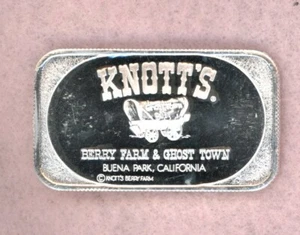 KNOTT'S®
BERRY FARM & GHOST TOWN
BUENA PARK, CALIFORNIA
© KNOTT'S BERRY FARM